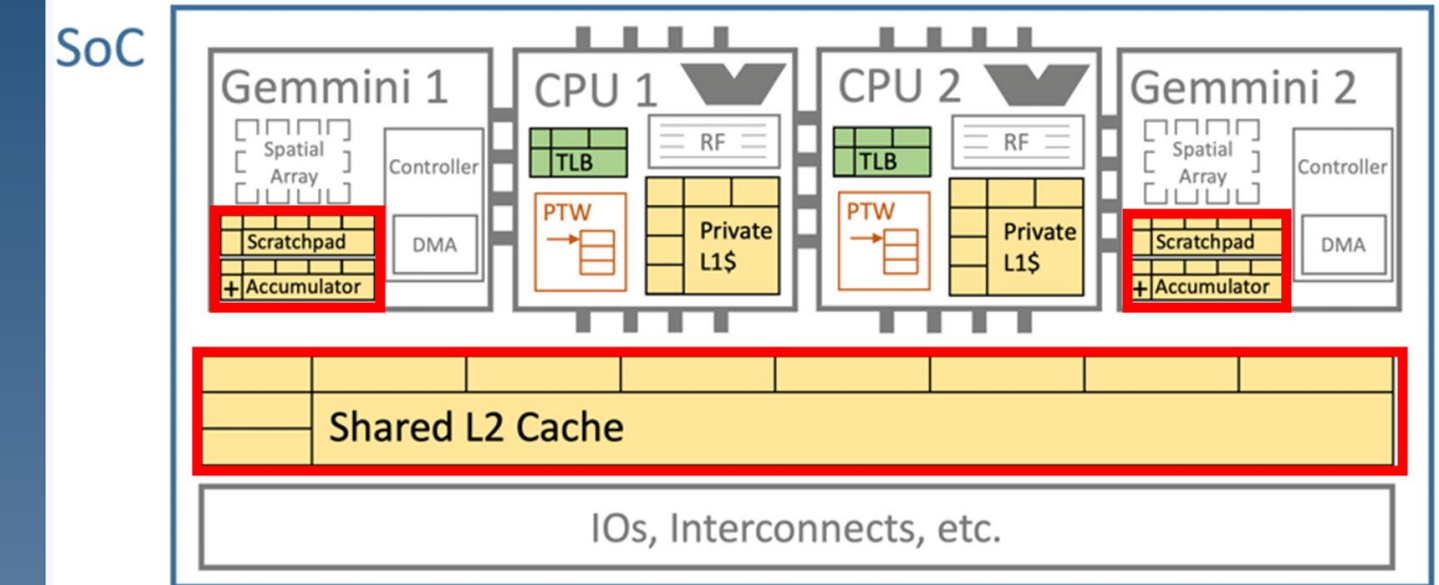 SoC
Gemmini 1
Spatial
Array
Controller
Scratchpad
DMA
+ Accumulator
CPU 1
RF
TLB
PTW
Private
L1$
CPU 2
RF
TLB
PTW
Private
L1$
Gemmini 2
Spatial
Array
Controller
Scratchpad
DMA
+ Accumulator
Shared L2 Cache
IOs, Interconnects, etc.